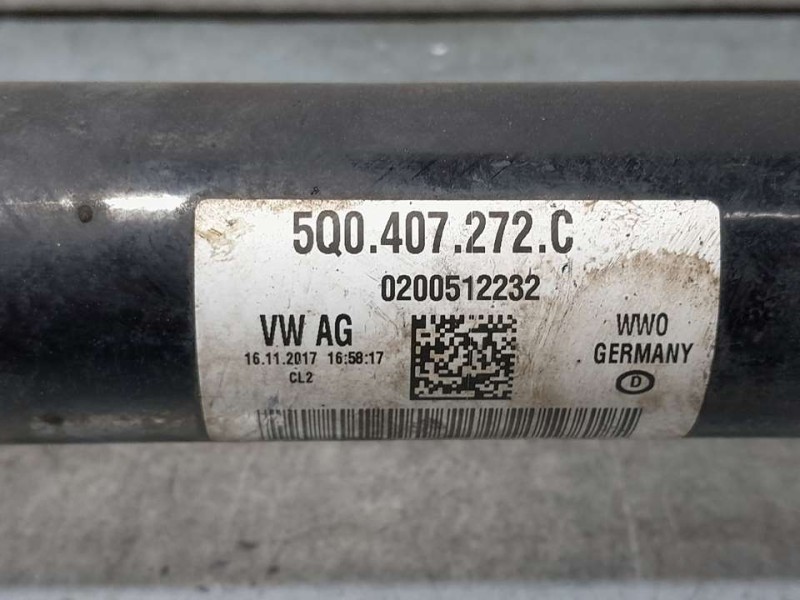 5Q0.407.272.C
0200512232
VW AG
16.11.2017 16:58:17
CL2
WWO
GERMANY
D